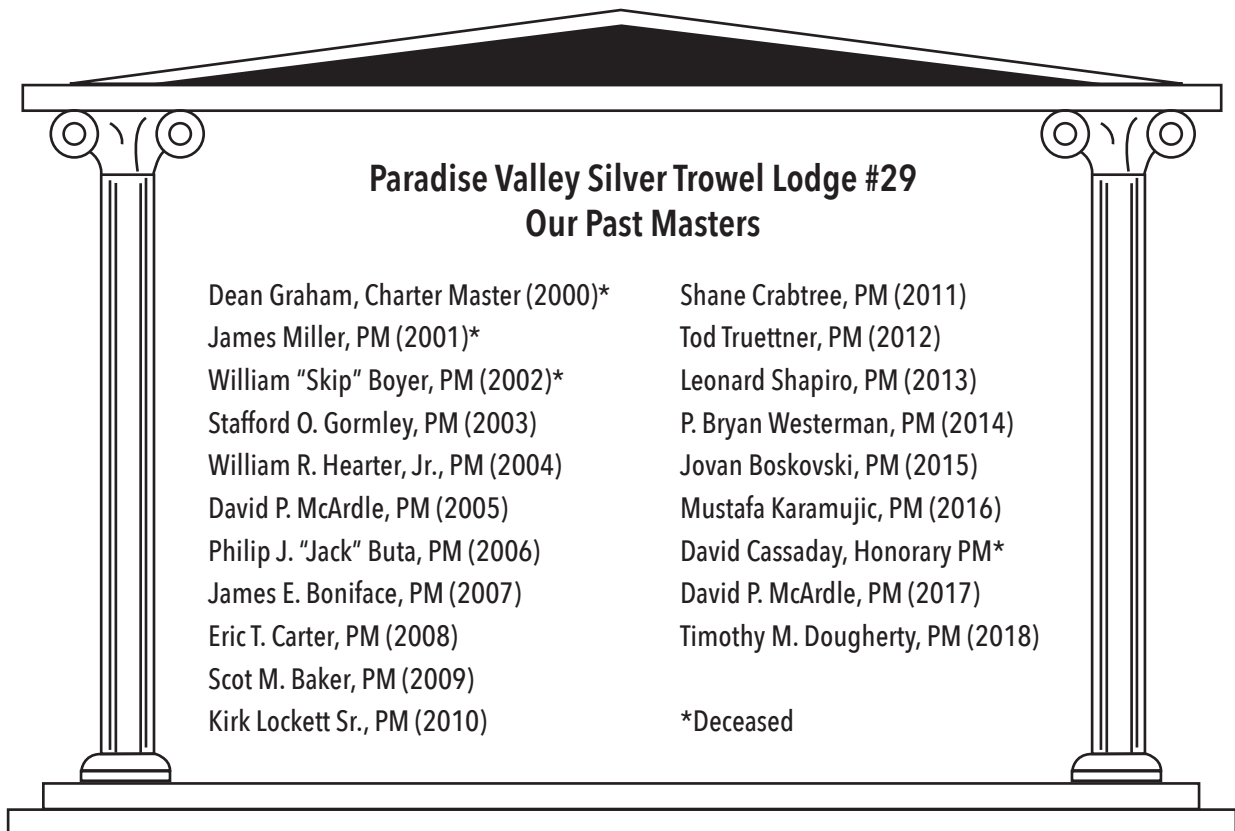 Paradise Valley Silver Trowel Lodge #29
Our Past Masters
Dean Graham, Charter Master (2000)*
James Miller, PM (2001)*
William “Skip” Boyer, PM (2002)*
Stafford O. Gormley, PM (2003)
William R. Hearter, Jr., PM (2004)
David P. McArdle, PM (2005)
Philip J. “Jack” Buta, PM (2006)
James E. Boniface, PM (2007)
Eric T. Carter, PM (2008)
Scot M. Baker, PM (2009)
Kirk Lockett Sr., PM (2010)
Shane Crabtree, PM (2011)
Tod Truettner, PM (2012)
Leonard Shapiro, PM (2013)
P. Bryan Westerman, PM (2014)
Jovan Boskovski, PM (2015)
Mustafa Karamujic, PM (2016)
David Cassaday, Honorary PM*
David P. McArdle, PM (2017)
Timothy M. Dougherty, PM (2018)
*Deceased